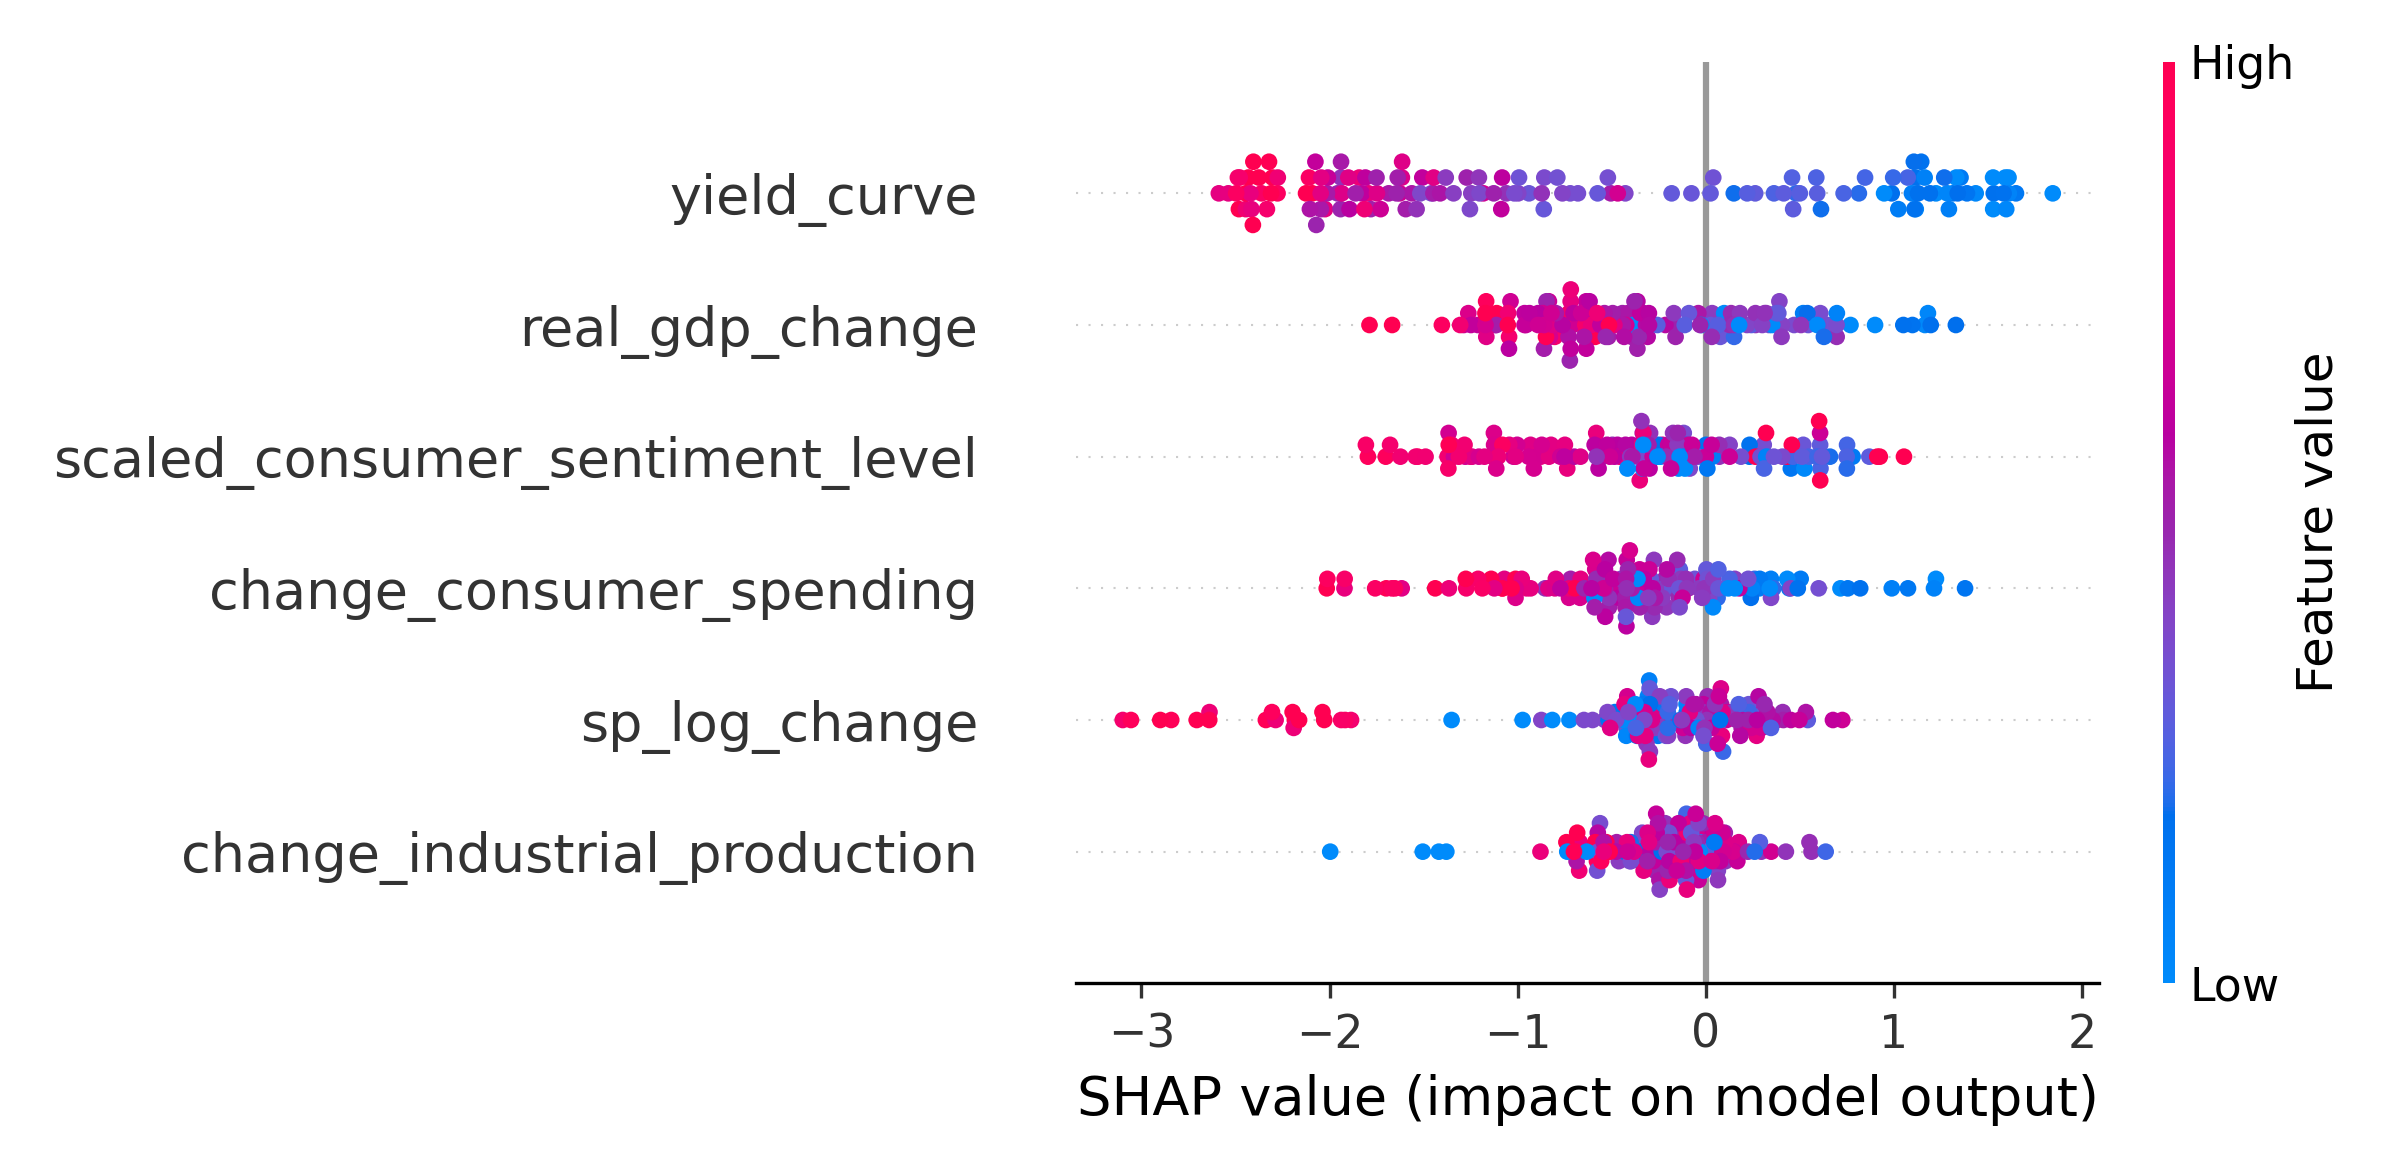 High
yield_curve
real_gdp_change
scaled_consumer_sentiment_level
change_consumer_spending
sp_log_change
change_industrial_production
Feature value
Low
−3 −2 −1 0 1 2
SHAP value (impact on model output)